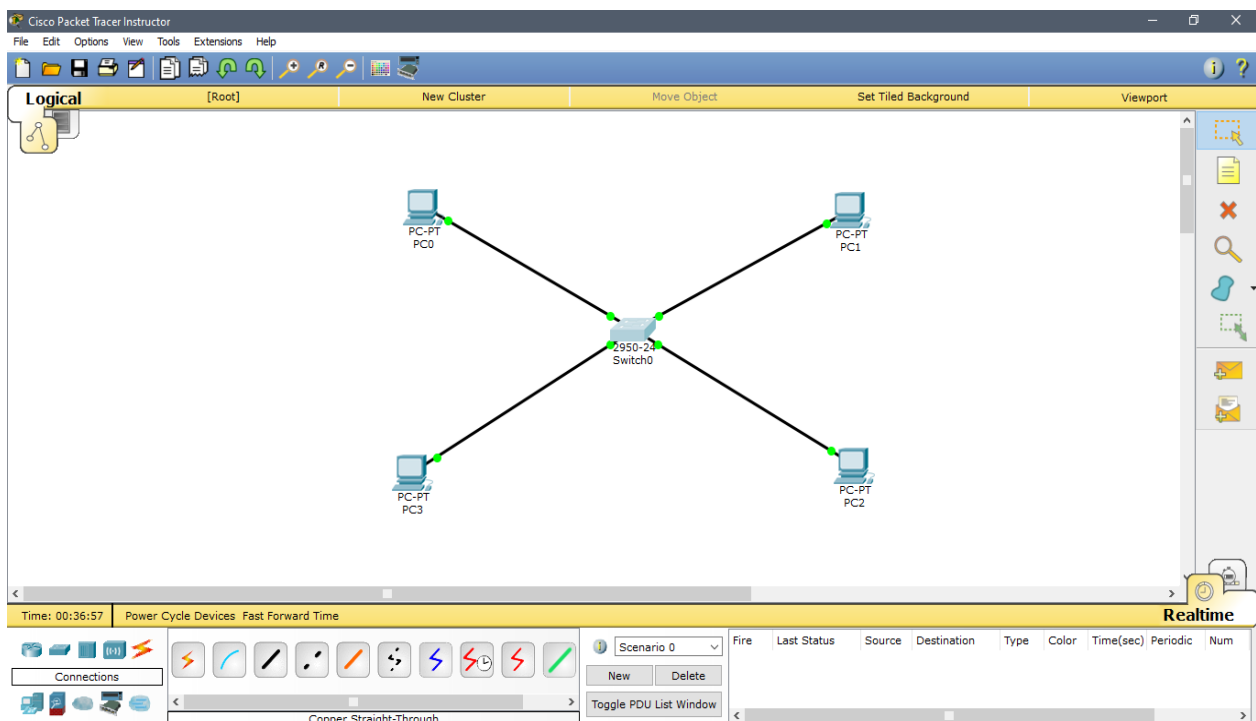 Cisco Packet Tracer Instructor
File Edit Options View Tools Extensions Help
Logical [Root] New Cluster Move Object Set Tiled Background Viewport
PC-PT
PC0
PC-PT
PC1
2950-24
Switch0
PC-PT
PC3
PC-PT
PC2
Time: 00:36:57 Power Cycle Devices Fast Forward Time Realtime
Scenario 0
Fire Last Status Source Destination Type Color Time(sec) Periodic Num
Connections
New Delete
Toggle PDU List Window
Copper Straight-Through